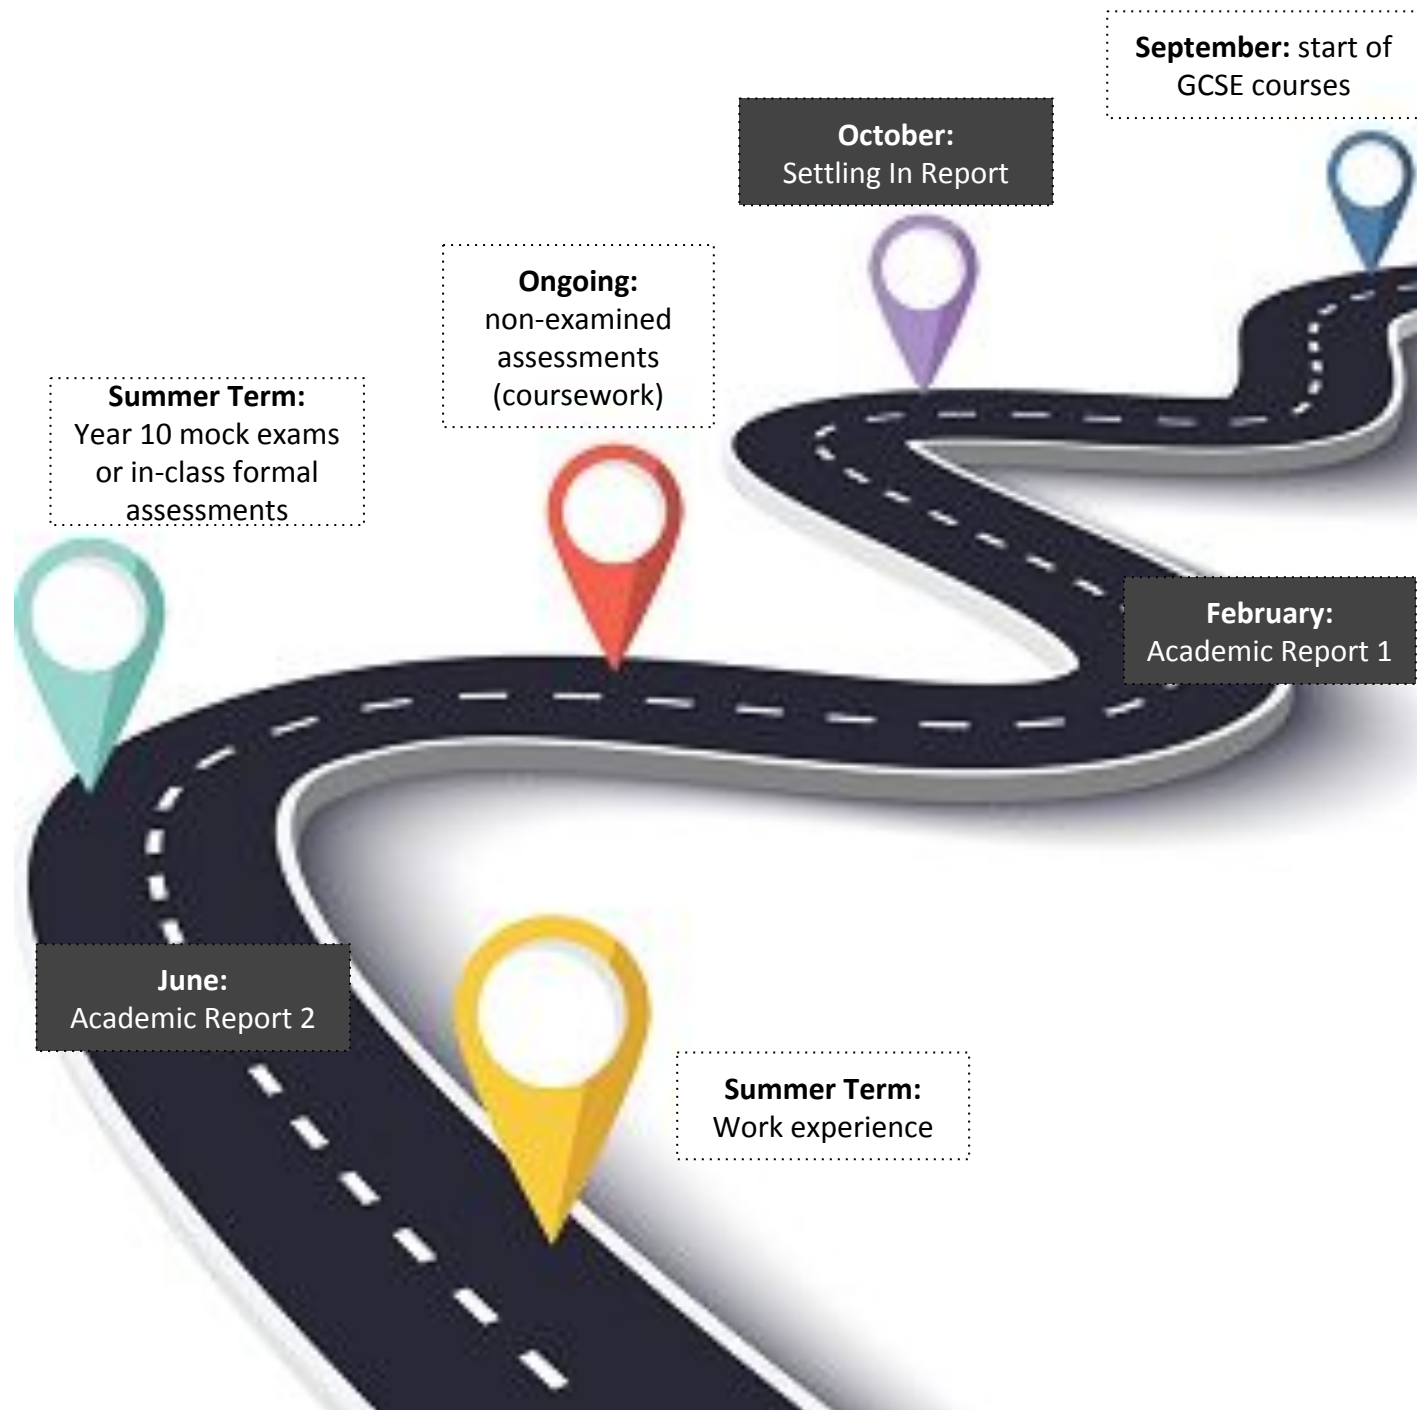 September: start of
GCSE courses
October:
Settling In Report
Ongoing:
non-examined
assessments
(coursework)
Summer Term:
Year 10 mock exams
or in-class formal
assessments
February:
Academic Report 1
June:
Academic Report 2
Summer Term:
Work experience